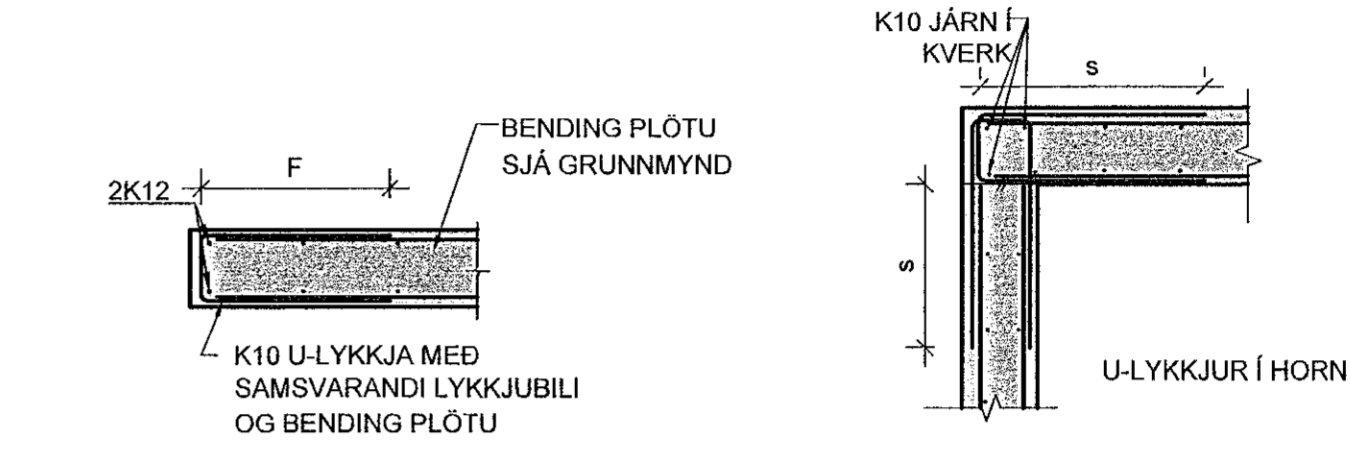 F
2K12
BENDING PLÖTU
SJÁ GRUNNMYND
K10 U-LYKKJA MEÐ
SAMSVARANDI LYKKJUBILI
OG BENDING PLÖTU
K10 JÁRN Í
KVERK
s
s
U-LYKKJUR Í HORN